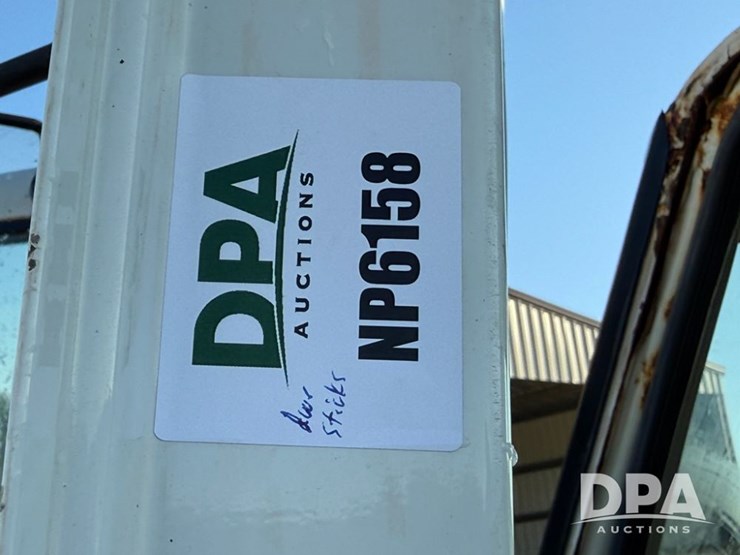 DPA
AUCTIONS
NP6158
Door
Sticks
DPA
AUCTIONS